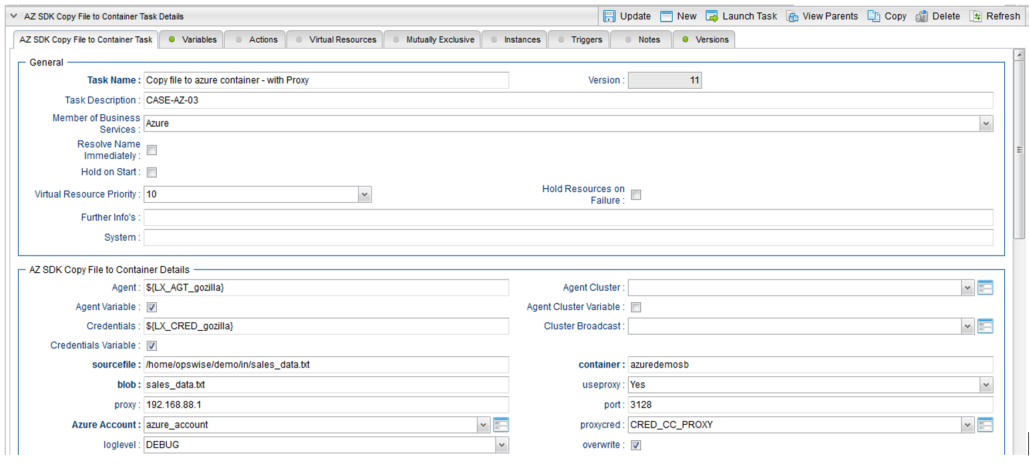 AZ SDK Copy File to Container Task Details Update New Launch Task View Parents Copy Delete Refresh
AZ SDK Copy File to Container Task Variables Actions Virtual Resources Mutually Exclusive Instances Triggers Notes Versions
General
Task Name : Copy file to azure container - with Proxy Version : 11
Task Description : CASE-AZ-03
Member of Business
Services : Azure
Resolve Name
Immediately :
Hold on Start :
Virtual Resource Priority : 10 Hold Resources on
Failure :
Further Info's :
System :
AZ SDK Copy File to Container Details
Agent : ${LX_AGT_gozilla} Agent Cluster :
Agent Variable : Agent Cluster Variable :
Credentials : ${LX_CRED_gozilla} Cluster Broadcast :
Credentials Variable :
sourcefile : /home/opswise/demo/in/sales_data.txt container : azuredemosb
blob : sales_data.txt useproxy : Yes
proxy : 192.168.88.1 port : 3128
Azure Account : azure_account proxycred : CRED_CC_PROXY
loglevel : DEBUG overwrite :